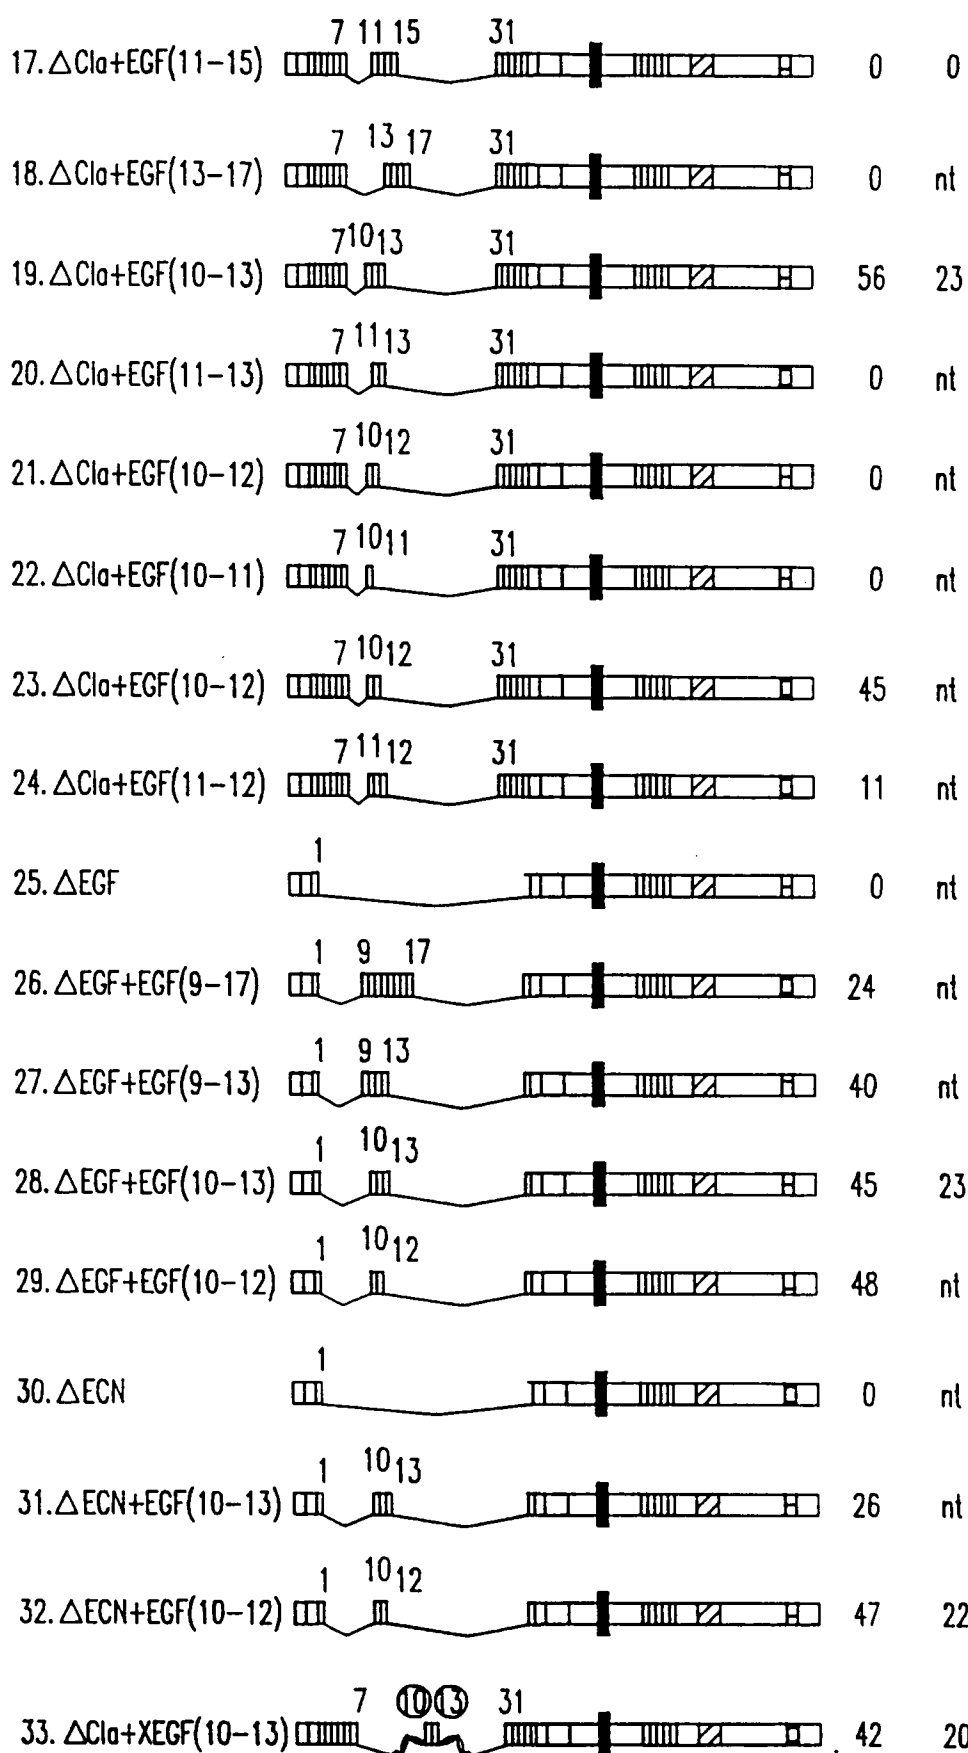 7 11 15 31
17. ΔCla+EGF(11-15) 0 0
7 13 17 31
18. ΔCla+EGF(13-17) 0 nt
7 10 13 31
19. ΔCla+EGF(10-13) 56 23
7 11 13 31
20. ΔCla+EGF(11-13) 0 nt
7 10 12 31
21. ΔCla+EGF(10-12) 0 nt
7 10 11 31
22. ΔCla+EGF(10-11) 0 nt
7 10 12 31
23. ΔCla+EGF(10-12) 45 nt
7 11 12 31
24. ΔCla+EGF(11-12) 11 nt
1
25. ΔEGF 0 nt
1 9 17
26. ΔEGF+EGF(9-17) 24 nt
1 9 13
27. ΔEGF+EGF(9-13) 40 nt
1 10 13
28. ΔEGF+EGF(10-13) 45 23
1 10 12
29. ΔEGF+EGF(10-12) 48 nt
1
30. ΔECN 0 nt
1 10 13
31. ΔECN+EGF(10-13) 26 nt
1 10 12
32. ΔECN+EGF(10-12) 47 22
7 10 13 31
33. ΔCla+XEGF(10-13) 42 20